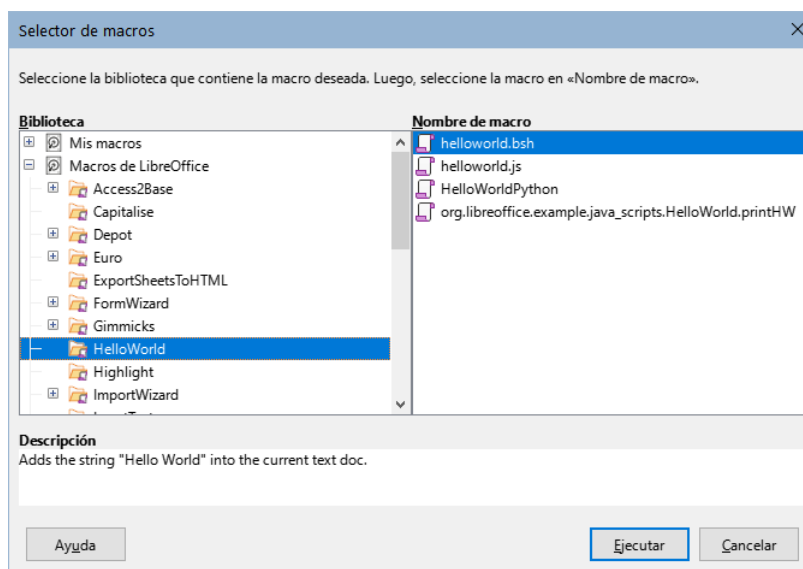 Selector de macros
Seleccione la biblioteca que contiene la macro deseada. Luego, seleccione la macro en «Nombre de macro».
Biblioteca
Mis macros
Macros de LibreOffice
Access2Base
Capitalise
Depot
Euro
ExportSheetsToHTML
FormWizard
Gimmicks
HelloWorld
Highlight
ImportWizard
Nombre de macro
helloworld.bsh
helloworld.js
HelloWorldPython
org.libreoffice.example.java_scripts.HelloWorld.printHW
Descripción
Adds the string "Hello World" into the current text doc.
Ayuda
Ejecutar
Cancelar